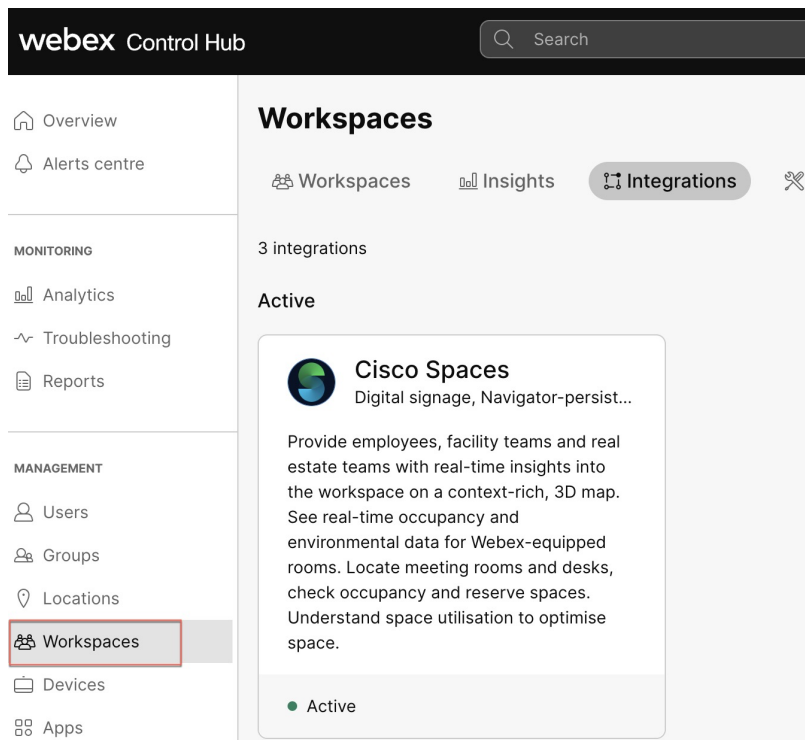 webex Control Hub
Search
Overview
Alerts centre
MONITORING
Analytics
Troubleshooting
Reports
MANAGEMENT
Users
Groups
Locations
Workspaces
Devices
Apps
Workspaces
Workspaces Insights Integrations
3 integrations
Active
Cisco Spaces
Digital signage, Navigator-persist...
Provide employees, facility teams and real
estate teams with real-time insights into
the workspace on a context-rich, 3D map.
See real-time occupancy and
environmental data for Webex-equipped
rooms. Locate meeting rooms and desks,
check occupancy and reserve spaces.
Understand space utilisation to optimise
space.
Active